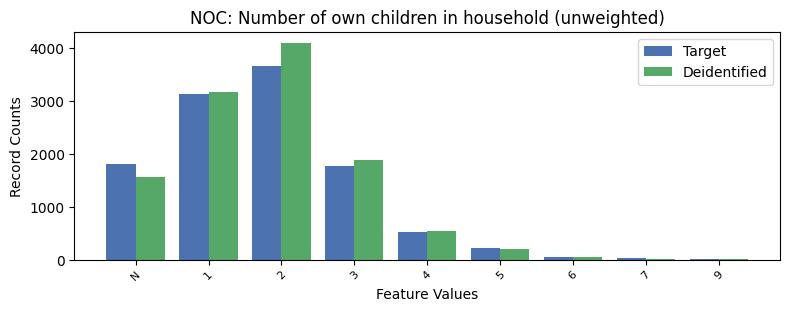 NOC: Number of own children in household (unweighted)
Target
Deidentified
Record Counts
4000
3000
2000
1000
0
N 1 2 3 4 5 6 7 9
Feature Values